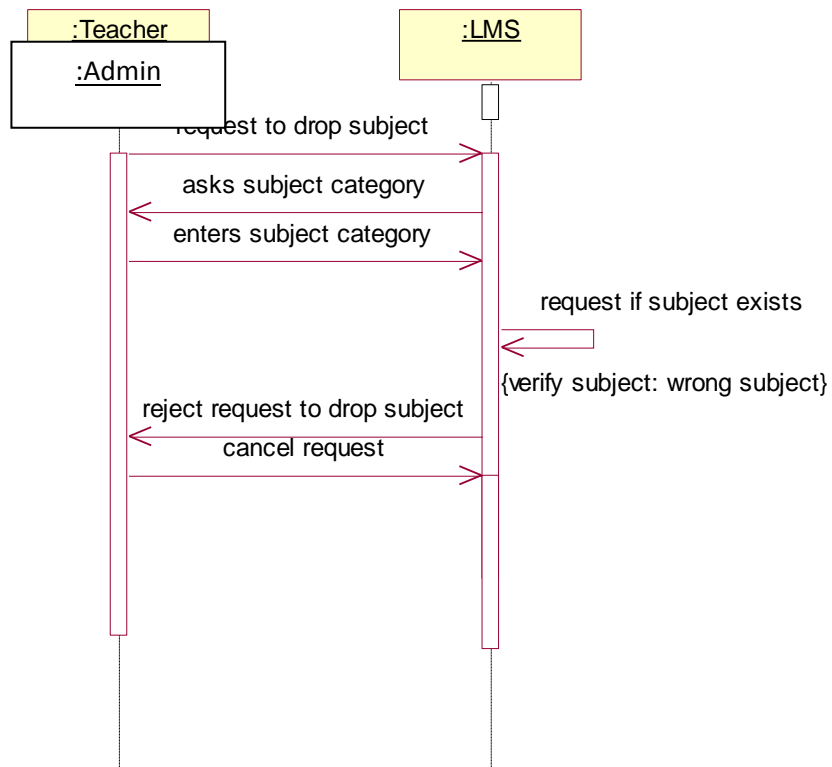 :Teacher
:LMS
:Admin
request to drop subject
asks subject category
enters subject category
request if subject exists
{verify subject: wrong subject}
reject request to drop subject
cancel request